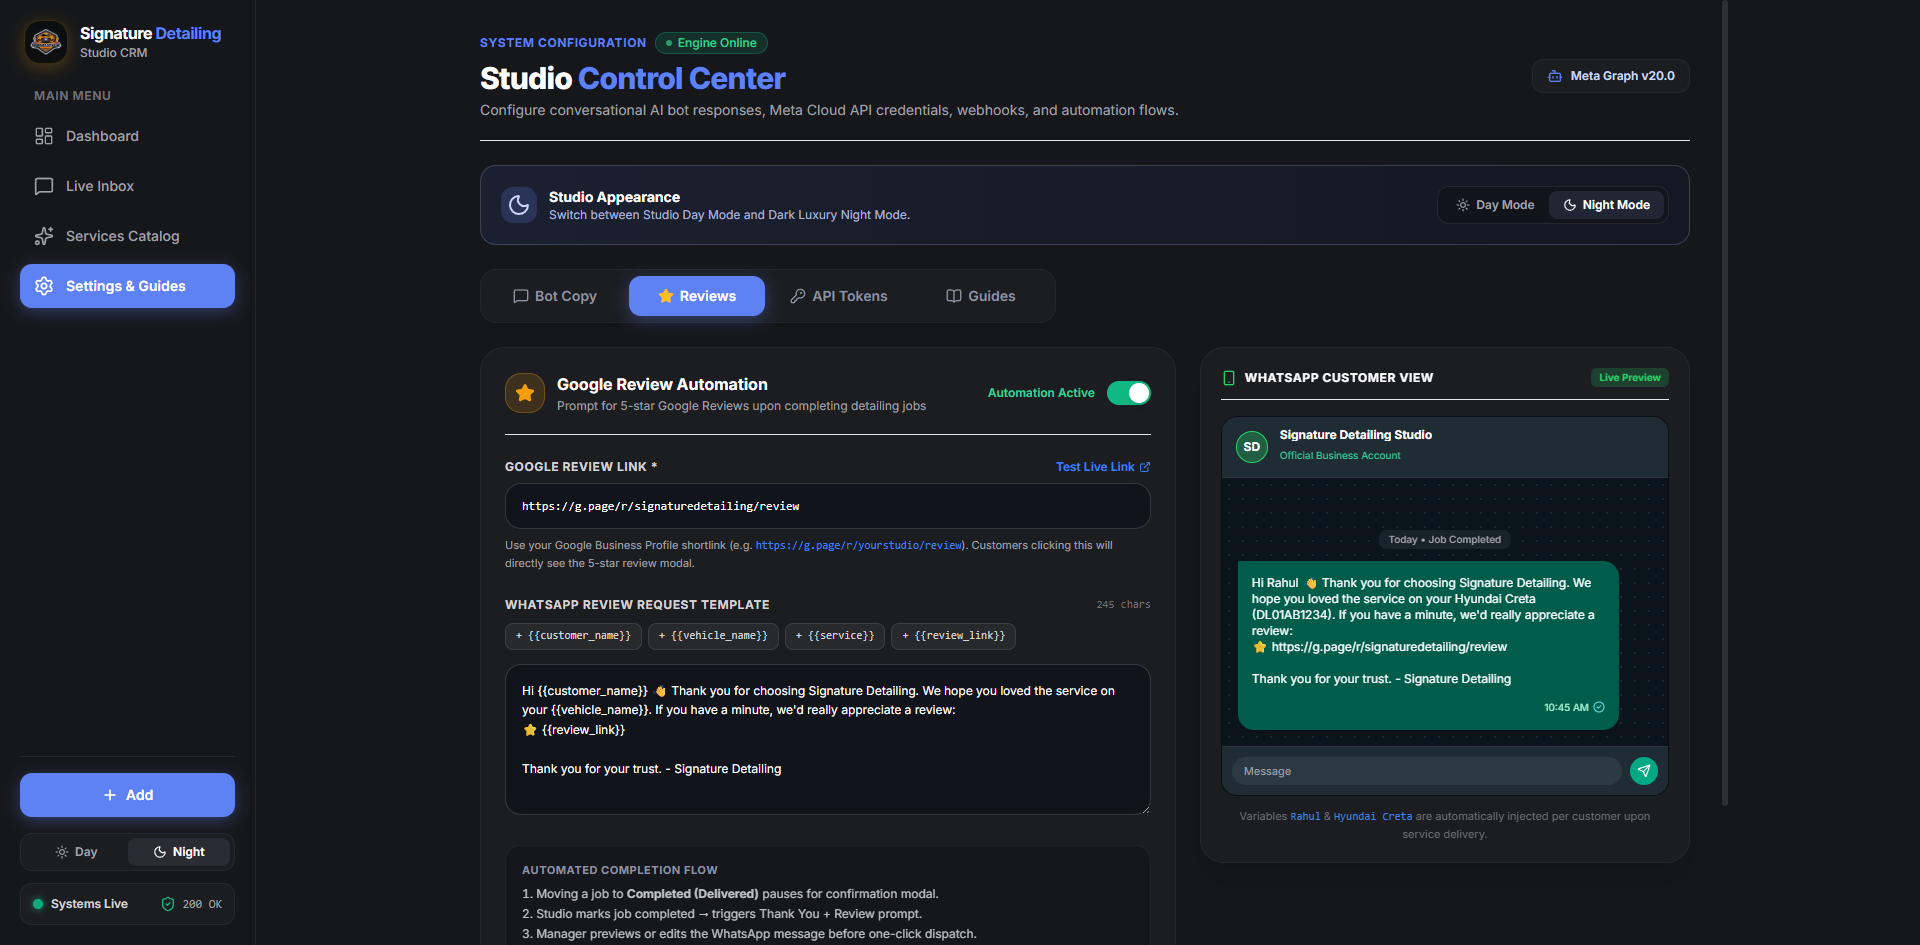 Signature Detailing
Studio CRM
MAIN MENU
Dashboard
Live Inbox
Services Catalog
Settings & Guides
+ Add
Day
Night
Systems Live
200 OK
SYSTEM CONFIGURATION
Engine Online
Studio Control Center
Configure conversational AI bot responses, Meta Cloud API credentials, webhooks, and automation flows.
Meta Graph v20.0
Studio Appearance
Switch between Studio Day Mode and Dark Luxury Night Mode.
Day Mode
Night Mode
Bot Copy
⭐ Reviews
API Tokens
Guides
Google Review Automation
Prompt for 5-star Google Reviews upon completing detailing jobs
Automation Active
GOOGLE REVIEW LINK *
Test Live Link
https://g.page/r/signaturedetailing/review
Use your Google Business Profile shortlink (e.g. https://g.page/r/yourstudio/review). Customers clicking this will
directly see the 5-star review modal.
WHATSAPP REVIEW REQUEST TEMPLATE
245 chars
+ {{customer_name}}
+ {{vehicle_name}}
+ {{service}}
+ {{review_link}}
Hi {{customer_name}} 👋 Thank you for choosing Signature Detailing. We hope you loved the service on
your {{vehicle_name}}. If you have a minute, we'd really appreciate a review:
⭐ {{review_link}}
Thank you for your trust. - Signature Detailing
AUTOMATED COMPLETION FLOW
1. Moving a job to Completed (Delivered) pauses for confirmation modal.
2. Studio marks job completed → triggers Thank You + Review prompt.
3. Manager previews or edits the WhatsApp message before one-click dispatch.
WHATSAPP CUSTOMER VIEW
Live Preview
SD
Signature Detailing Studio
Official Business Account
Today • Job Completed
Hi Rahul 👋 Thank you for choosing Signature Detailing. We
hope you loved the service on your Hyundai Creta
(DL01AB1234). If you have a minute, we'd really appreciate a
review:
⭐ https://g.page/r/signaturedetailing/review
Thank you for your trust. - Signature Detailing
10:45 AM
Message
Variables Rahul & Hyundai Creta are automatically injected per customer upon
service delivery.